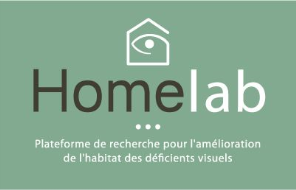 Homelab
Plateforme de recherche pour l'amélioration
de l'habitat des déficients visuels